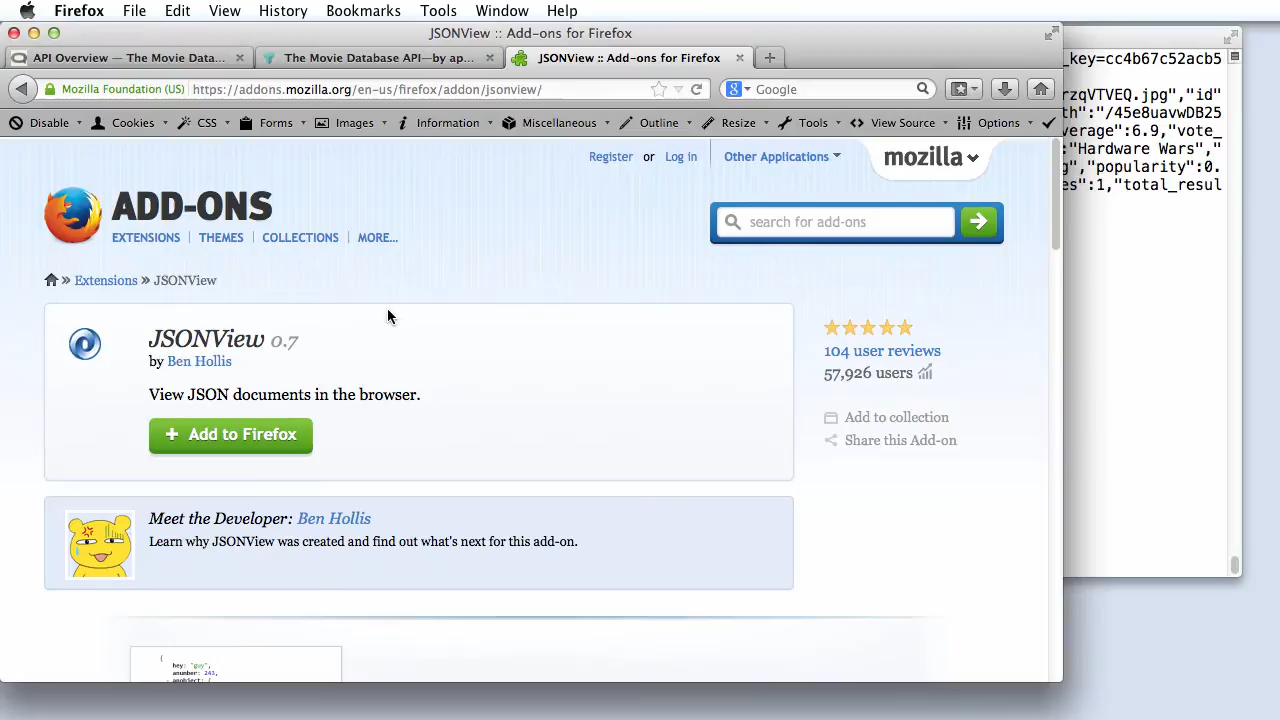 Firefox File Edit View History Bookmarks Tools Window Help
JSONView :: Add-ons for Firefox
API Overview — The Movie Data...
The Movie Database API—by ap...
JSONView :: Add-ons for Firefox
Mozilla Foundation (US) https://addons.mozilla.org/en-us/firefox/addon/jsonview/
Google
Disable Cookies CSS Forms Images Information Miscellaneous Outline Resize Tools View Source Options
_key=cc4b67c52acb5
rzqVTVEQ.jpg","id"
th":"/45e8uavwDB25
verage":6.9,"vote_
:"Hardware Wars","
g","popularity":0.
es":1,"total_resul
Register or Log in Other Applications mozilla
ADD-ONS
EXTENSIONS THEMES COLLECTIONS MORE...
search for add-ons
» Extensions » JSONView
JSONView 0.7
by Ben Hollis
View JSON documents in the browser.
+ Add to Firefox
104 user reviews
57,926 users
Add to collection
Share this Add-on
Meet the Developer: Ben Hollis
Learn why JSONView was created and find out what's next for this add-on.
{
hey: "guy",
anumber: 243,
- anobject: {